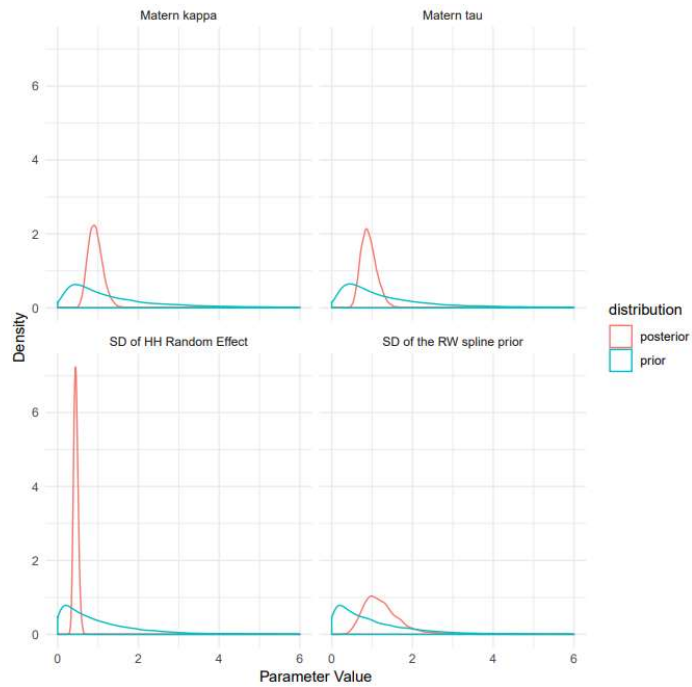 Matern kappa
Matern tau
6
4
2
0
Density
SD of HH Random Effect
SD of the RW spline prior
6
4
2
0
0
2
4
6
0
2
4
6
Parameter Value
distribution
posterior
prior